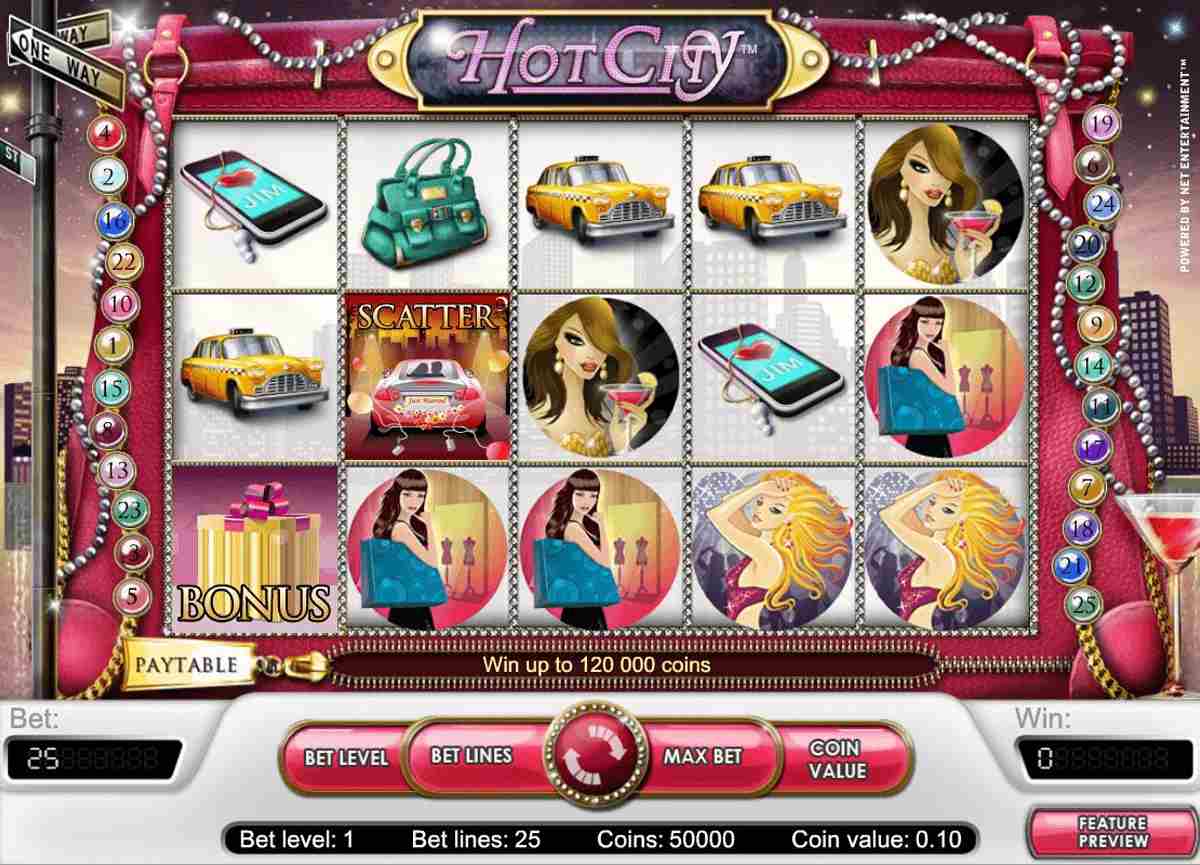 WAY
ONE WAY
ST
HOT CITY™
POWERED BY NET ENTERTAINMENT™
4
2
16
22
10
1
15
8
13
23
3
5
19
6
24
20
12
9
14
11
17
7
18
21
25
JIM
SCATTER
Just Married
JIM
BONUS
PAYTABLE
Win up to 120 000 coins
Bet:
25
BET LEVEL
BET LINES
MAX BET
COIN
VALUE
Win:
0
Bet level: 1 Bet lines: 25 Coins: 50000 Coin value: 0.10
FEATURE
PREVIEW